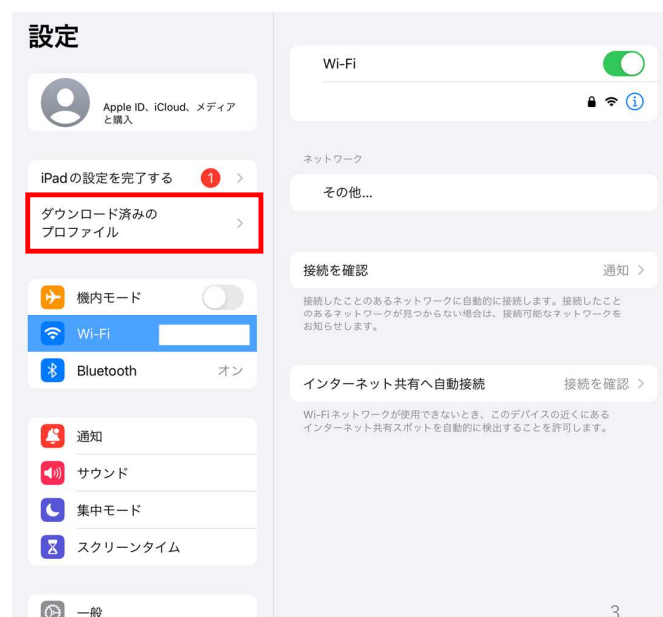 設定
Apple ID、iCloud、メディア
と購入
iPadの設定を完了する 1
ダウンロード済みの
プロファイル
機内モード
Wi-Fi
Bluetooth オン
通知
サウンド
集中モード
スクリーンタイム
一般
Wi-Fi
ネットワーク
その他...
接続を確認 通知
接続したことのあるネットワークに自動的に接続します。接続したこと
のあるネットワークが見つからない場合は、接続可能なネットワークを
お知らせします。
インターネット共有へ自動接続 接続を確認
Wi-Fiネットワークが使用できないとき、このデバイスの近くにある
インターネット共有スポットを自動的に検出することを許可します。
3